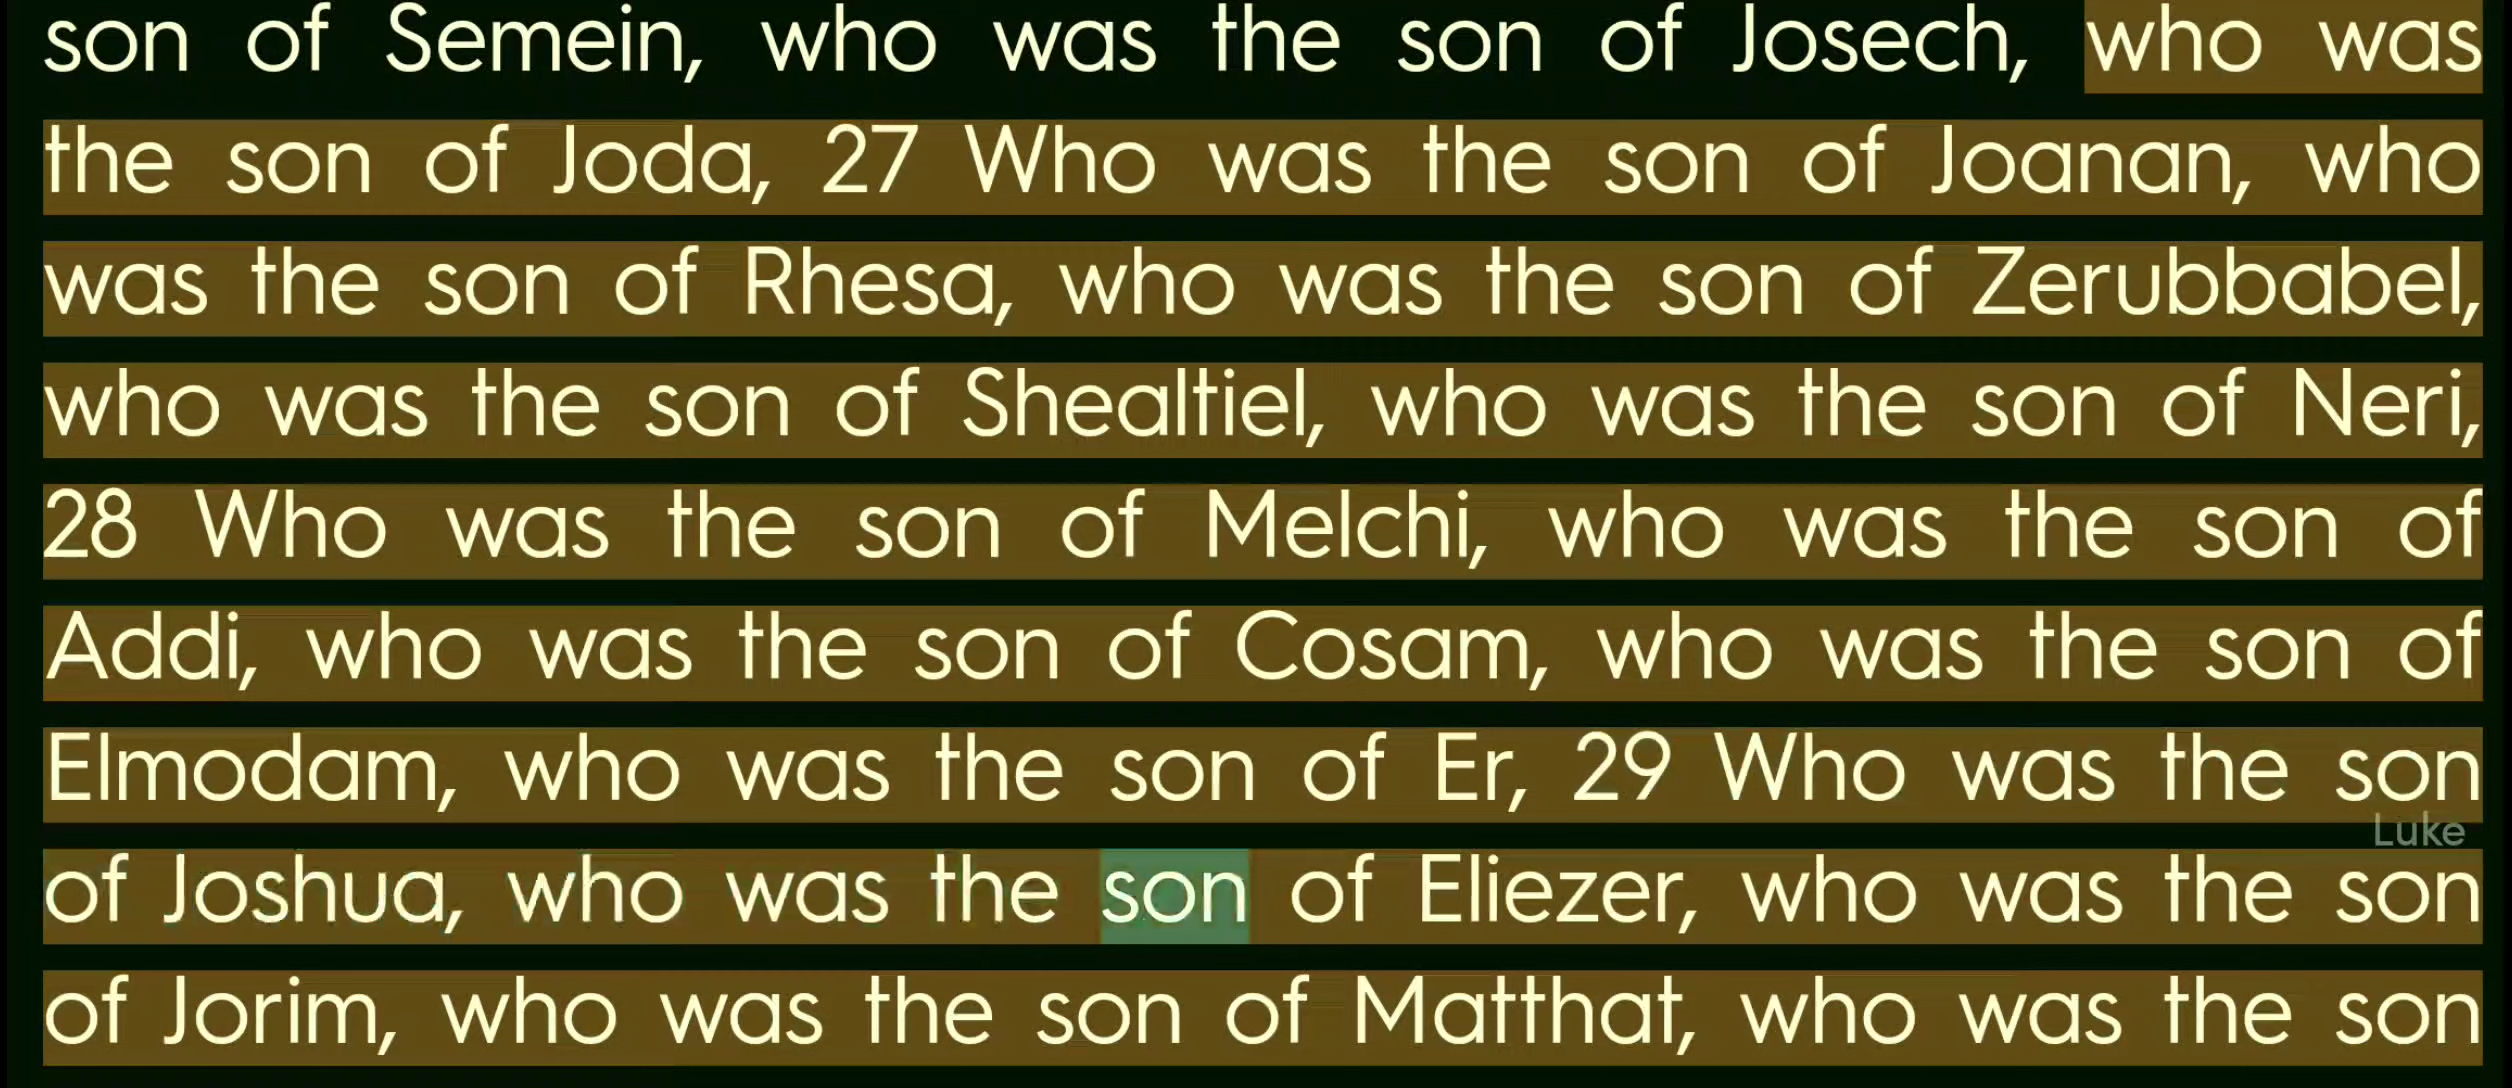 son of Semein, who was the son of Josech, who was
the son of Joda, 27 Who was the son of Joanan, who
was the son of Rhesa, who was the son of Zerubbabel,
who was the son of Shealtiel, who was the son of Neri,
28 Who was the son of Melchi, who was the son of
Addi, who was the son of Cosam, who was the son of
Elmodam, who was the son of Er, 29 Who was the son
Luke
of Joshua, who was the son of Eliezer, who was the son
of Jorim, who was the son of Matthat, who was the son